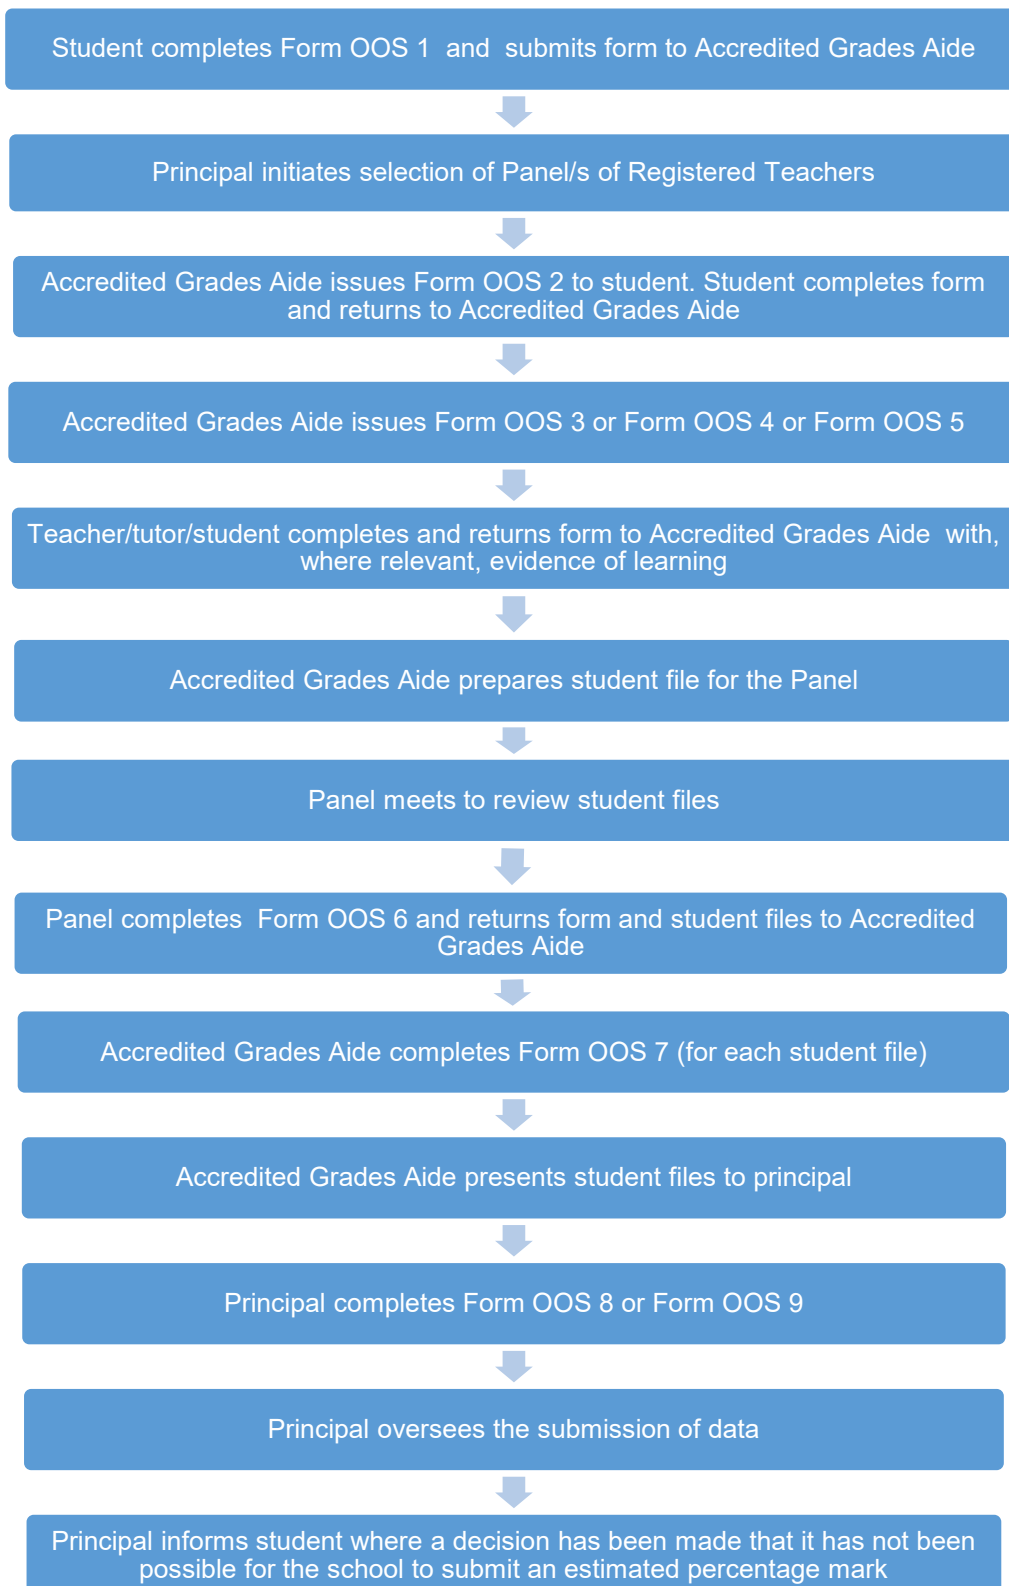 Student completes Form OOS 1 and submits form to Accredited Grades Aide
Principal initiates selection of Panel/s of Registered Teachers
Accredited Grades Aide issues Form OOS 2 to student. Student completes form
and returns to Accredited Grades Aide
Accredited Grades Aide issues Form OOS 3 or Form OOS 4 or Form OOS 5
Teacher/tutor/student completes and returns form to Accredited Grades Aide with,
where relevant, evidence of learning
Accredited Grades Aide prepares student file for the Panel
Panel meets to review student files
Panel completes Form OOS 6 and returns form and student files to Accredited
Grades Aide
Accredited Grades Aide completes Form OOS 7 (for each student file)
Accredited Grades Aide presents student files to principal
Principal completes Form OOS 8 or Form OOS 9
Principal oversees the submission of data
Principal informs student where a decision has been made that it has not been
possible for the school to submit an estimated percentage mark